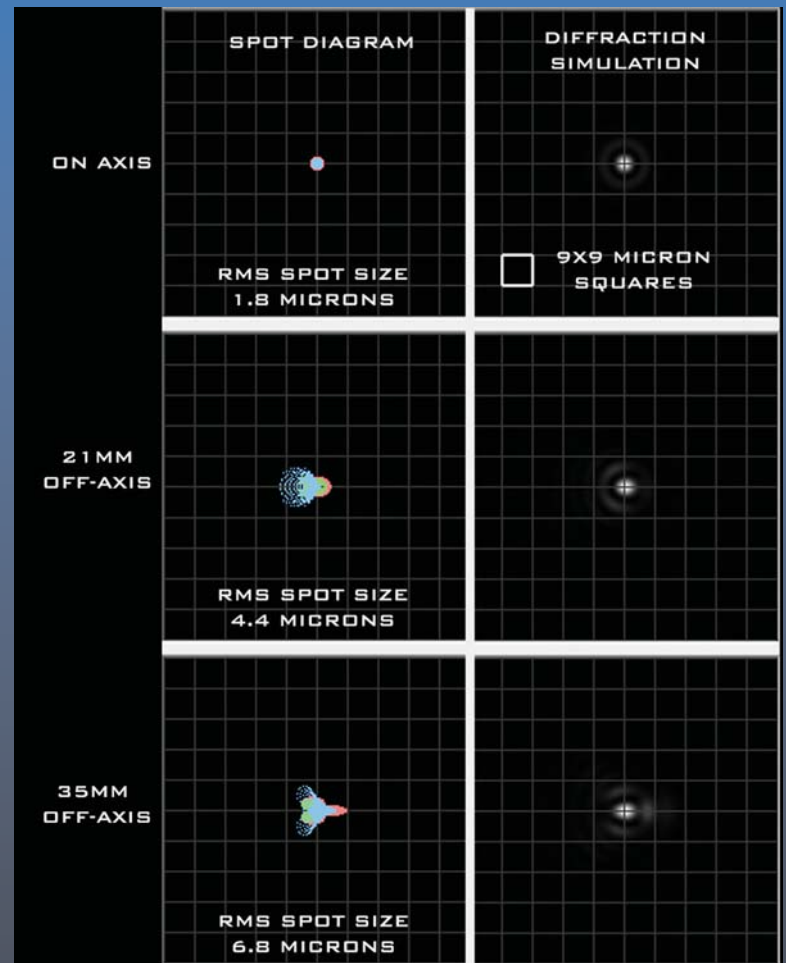 SPOT DIAGRAM
DIFFRACTION
SIMULATION
ON AXIS
RMS SPOT SIZE
1.8 MICRONS
9X9 MICRON
SQUARES
21MM
OFF-AXIS
RMS SPOT SIZE
4.4 MICRONS
35MM
OFF-AXIS
RMS SPOT SIZE
6.8 MICRONS